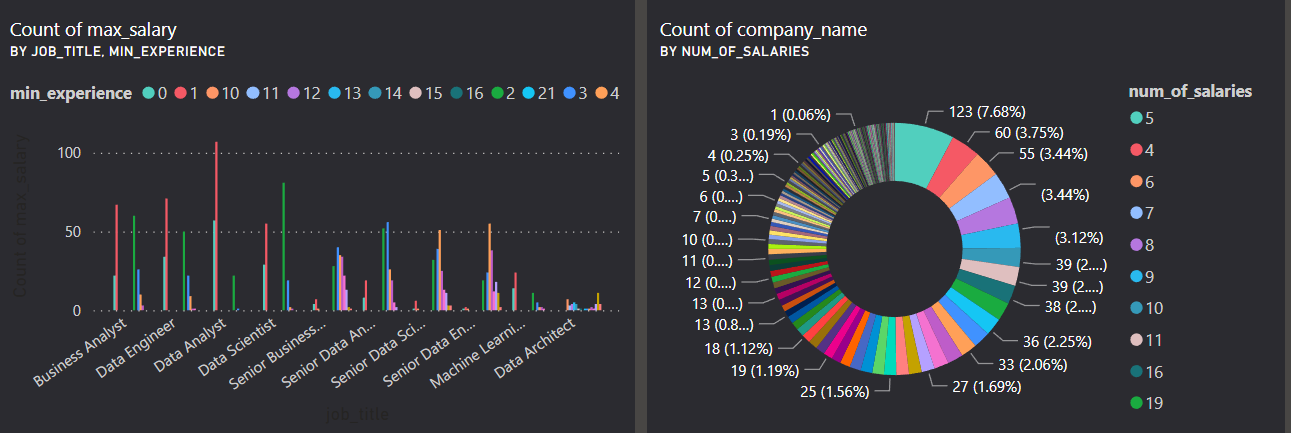 Count of max_salary
BY JOB_TITLE, MIN_EXPERIENCE
min_experience 0 1 10 11 12 13 14 15 16 2 21 3 4
Count of max_salary
100
50
0
Business Analyst
Data Engineer
Data Analyst
Data Scientist
Senior Business...
Senior Data An...
Senior Data Sci...
Senior Data En...
Machine Learni...
Data Architect
job_title
Count of company_name
BY NUM_OF_SALARIES
123 (7.68%)
60 (3.75%)
55 (3.44%)
(3.44%)
(3.12%)
39 (2....)
39 (2....)
38 (2....)
36 (2.25%)
33 (2.06%)
27 (1.69%)
25 (1.56%)
19 (1.19%)
18 (1.12%)
13 (0.8...)
13 (0....)
12 (0....)
11 (0....)
10 (0....)
7 (0....)
6 (0....)
5 (0.3...)
4 (0.25%)
3 (0.19%)
1 (0.06%)
num_of_salaries
5
4
6
7
8
9
10
11
16
19